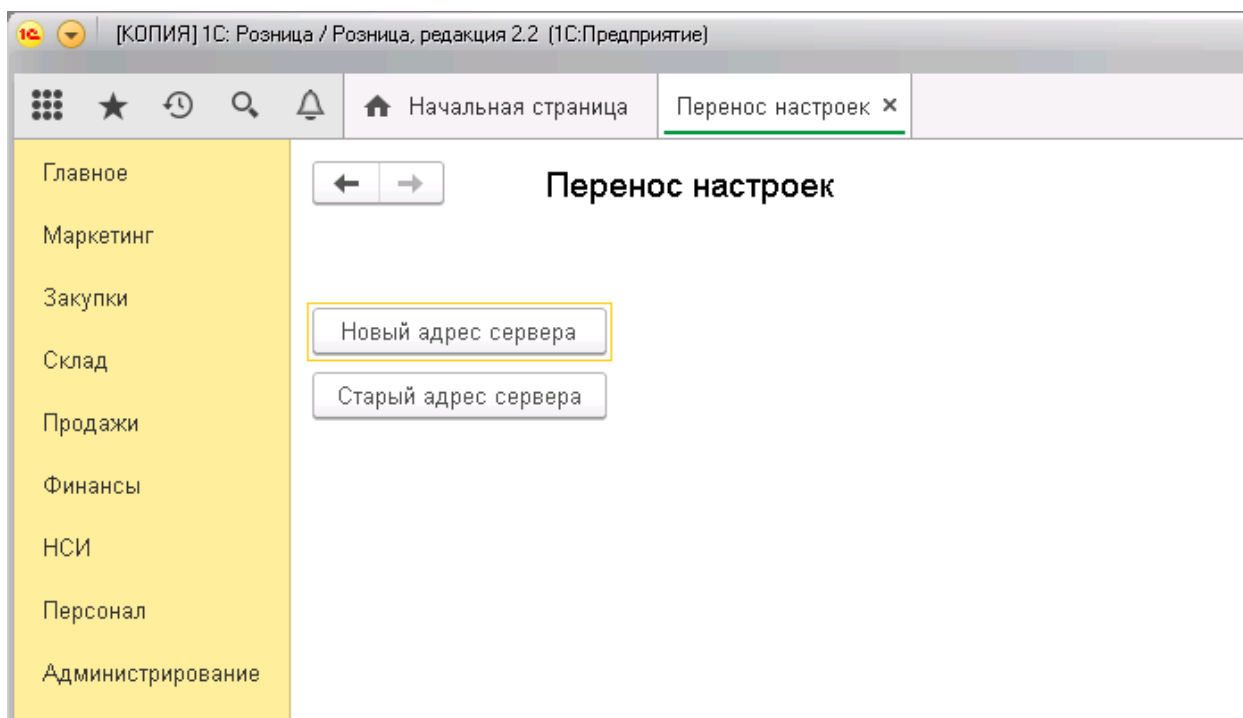 [КОПИЯ] 1С: Розница / Розница, редакция 2.2 (1С:Предприятие)
Начальная страница
Перенос настроек
Главное
Перенос настроек
Маркетинг
Закупки
Новый адрес сервера
Склад
Старый адрес сервера
Продажи
Финансы
НСИ
Персонал
Администрирование